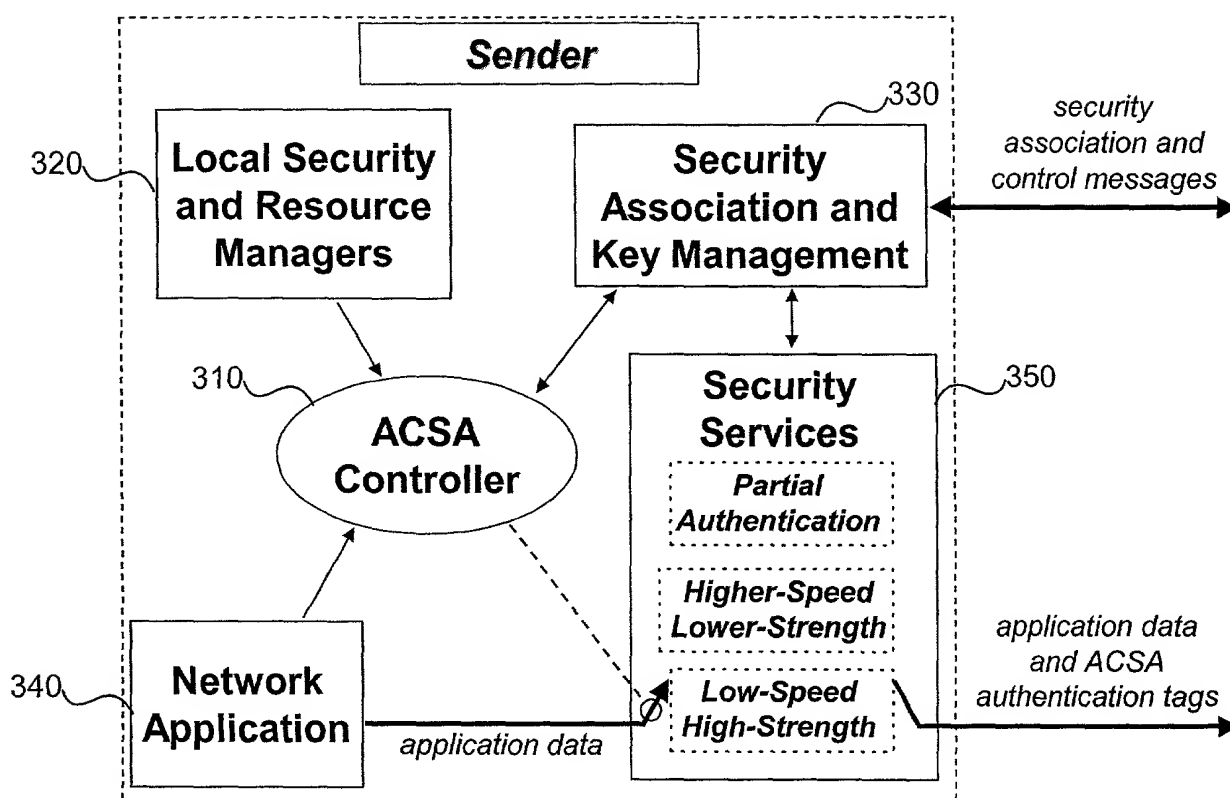 Sender
330
security
association and
control messages
320
Local Security
and Resource
Managers
Security
Association and
Key Management
310
ACSA
Controller
350
Security
Services
Partial
Authentication
Higher-Speed
Lower-Strength
Low-Speed
High-Strength
340
Network
Application
application data
application data
and ACSA
authentication tags